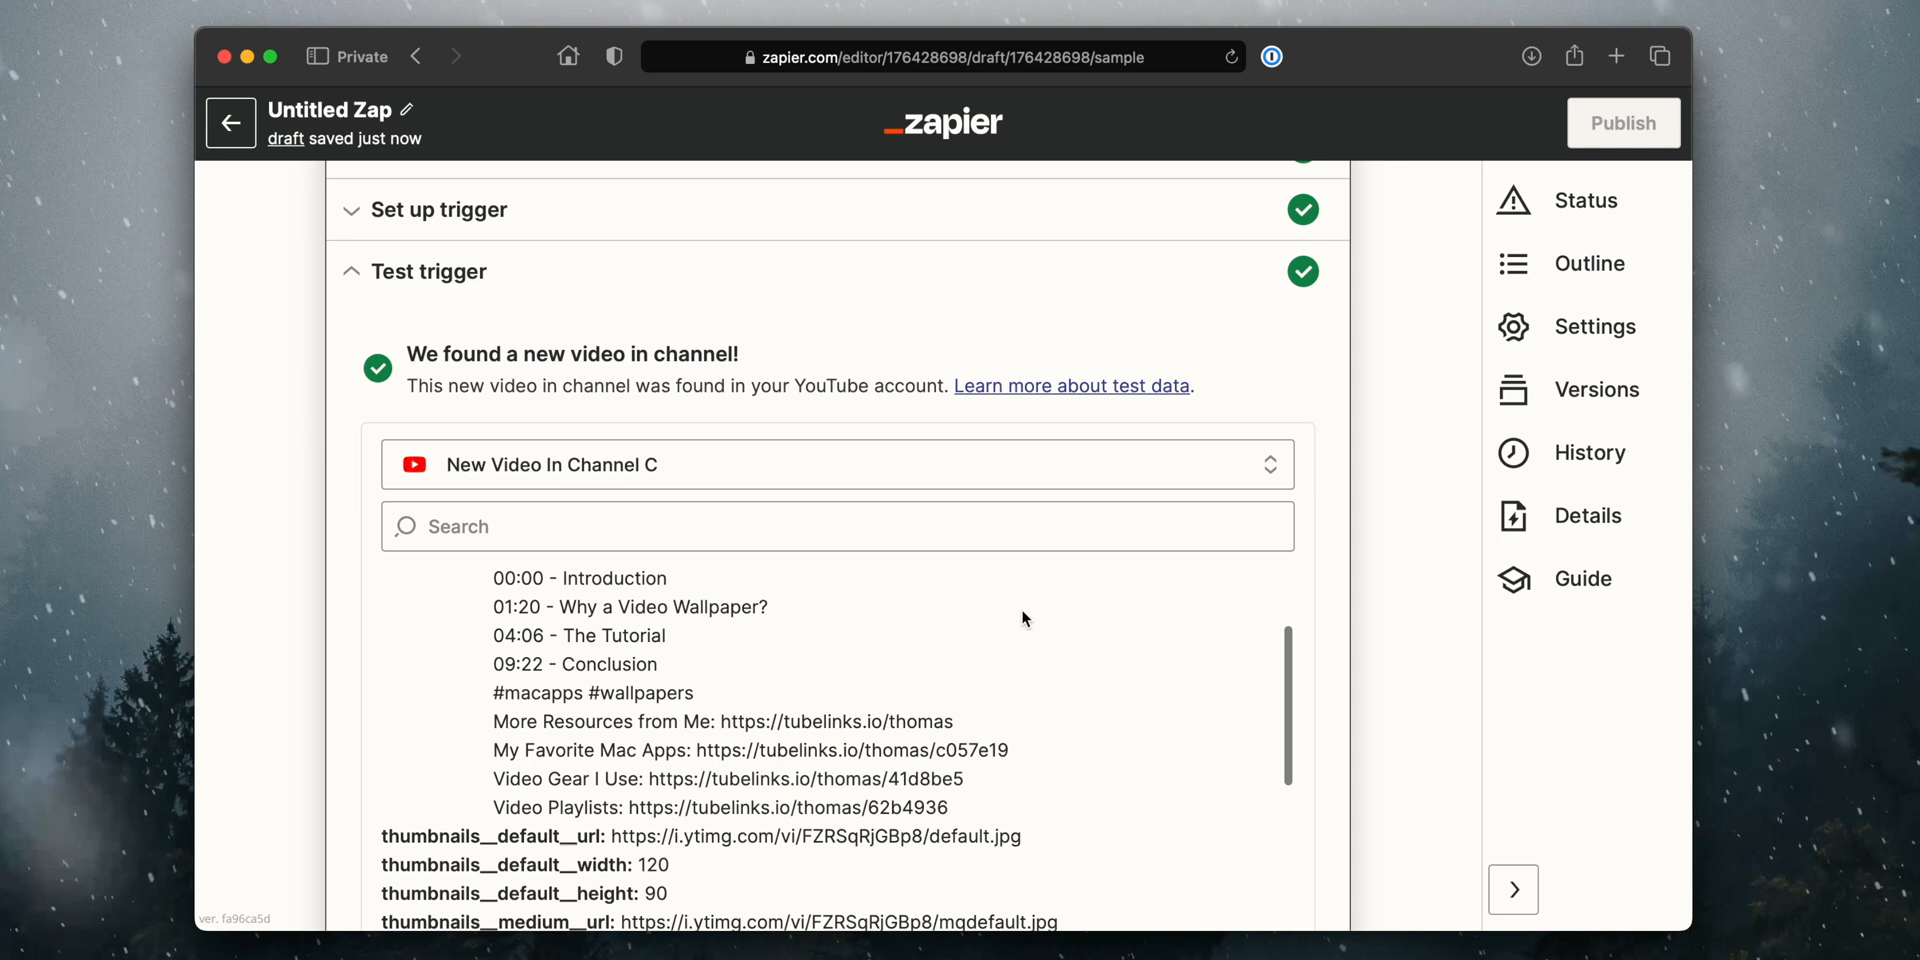 Private
zapier.com/editor/176428698/draft/176428698/sample
Untitled Zap
draft saved just now
_zapier
Publish
Set up trigger
Test trigger
We found a new video in channel!
This new video in channel was found in your YouTube account. Learn more about test data.
New Video In Channel C
Search
00:00 - Introduction
01:20 - Why a Video Wallpaper?
04:06 - The Tutorial
09:22 - Conclusion
#macapps #wallpapers
More Resources from Me: https://tubelinks.io/thomas
My Favorite Mac Apps: https://tubelinks.io/thomas/c057e19
Video Gear I Use: https://tubelinks.io/thomas/41d8be5
Video Playlists: https://tubelinks.io/thomas/62b4936
thumbnails__default__url: https://i.ytimg.com/vi/FZRSqRjGBp8/default.jpg
thumbnails__default__width: 120
thumbnails__default__height: 90
thumbnails__medium__url: https://i.ytimg.com/vi/FZRSqRjGBp8/mqdefault.jpg
Status
Outline
Settings
Versions
History
Details
Guide
ver. fa96ca5d